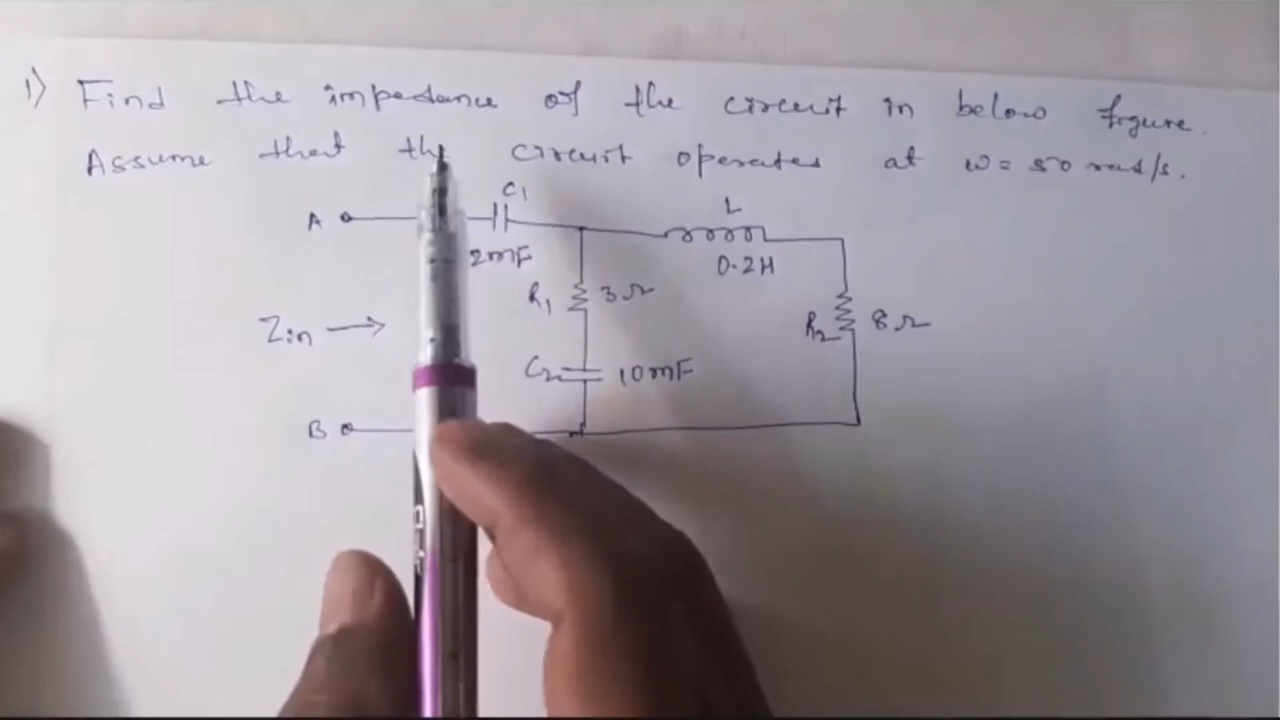 1) Find the impedance of the circuit in below figure.
Assume that the circuit operates at ω = 50 rad/s.
C₁
L
A
2mF
0.2H
R₁ 3Ω
Zin →
R₂ 8Ω
C₂ 10mF
B